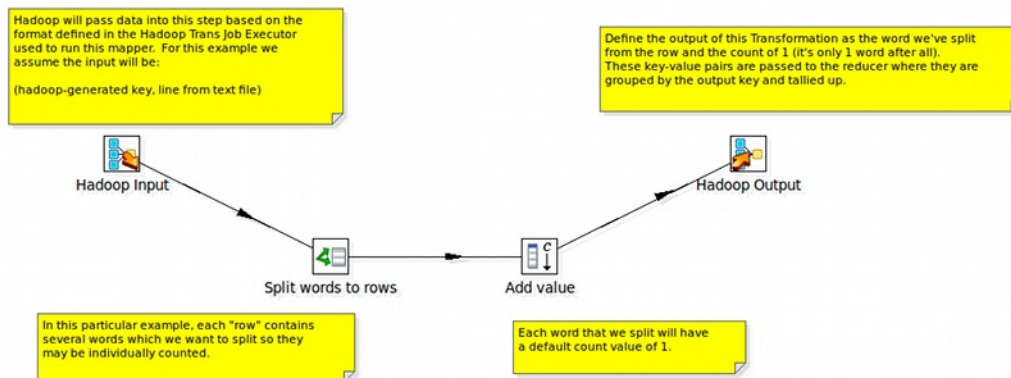 Hadoop will pass data into this step based on the
format defined in the Hadoop Trans Job Executor
used to run this mapper. For this example we
assume the input will be:
(hadoop-generated key, line from text file)
Define the output of this Transformation as the word we've split
from the row and the count of 1 (it's only 1 word after all).
These key-value pairs are passed to the reducer where they are
grouped by the output key and tallied up.
Hadoop Input
Hadoop Output
C
Split words to rows
Add value
In this particular example, each "row" contains
several words which we want to split so they
may be individually counted.
Each word that we split will have
a default count value of 1.